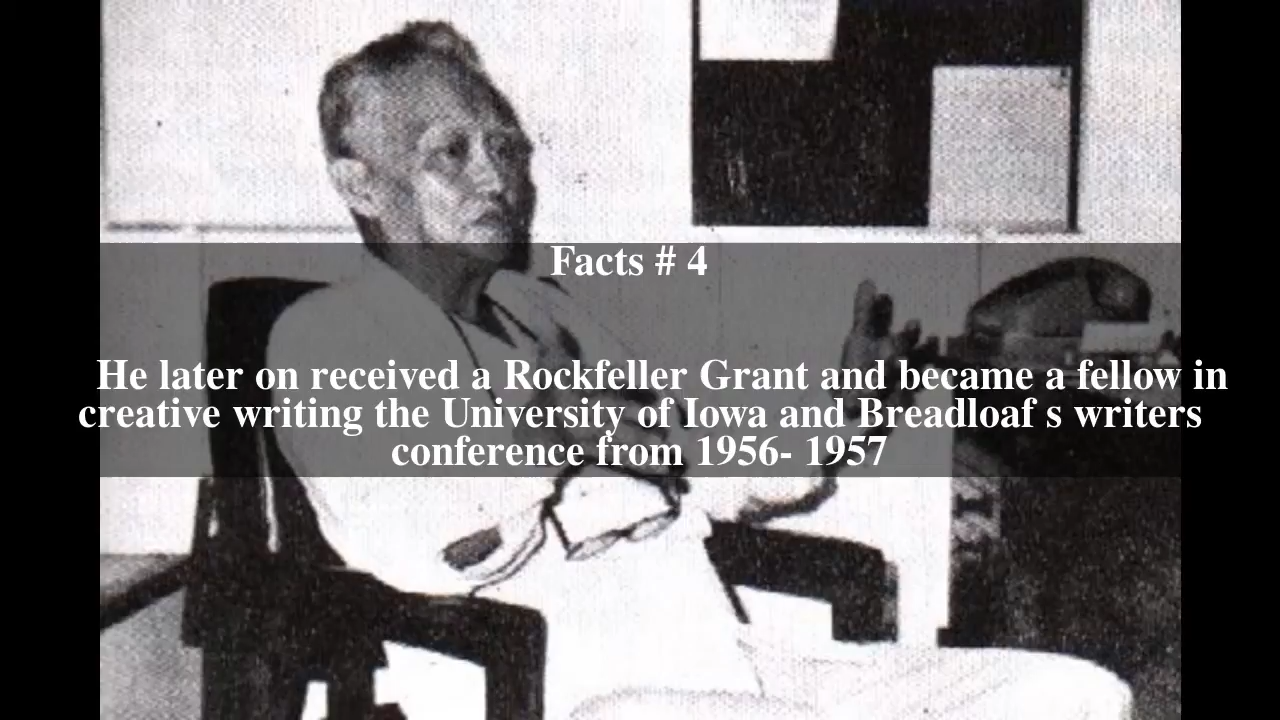 Facts # 4
He later on received a Rockfeller Grant and became a fellow in
creative writing the University of Iowa and Breadloaf s writers
conference from 1956- 1957